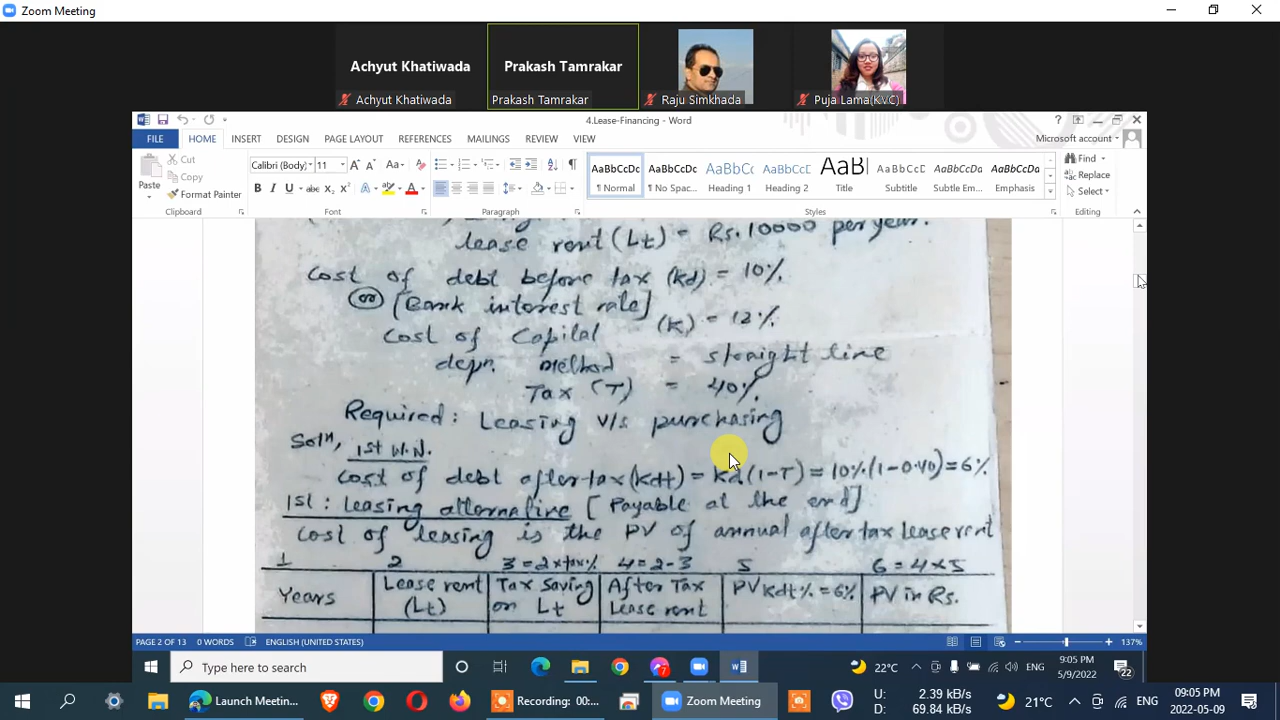 Zoom Meeting
Achyut Khatiwada
Prakash Tamrakar
Achyut Khatiwada
Prakash Tamrakar
Raju Simkhada
Puja Lama(KVC)
4.Lease-Financing - Word
FILE HOME INSERT DESIGN PAGE LAYOUT REFERENCES MAILINGS REVIEW VIEW
Microsoft account
Paste
Cut
Copy
Format Painter
Calibri (Body) 11
AaBbCcDc AaBbCcDc AaBbCc AaBbCc AaBl AaBbCcDc AaBbCcDa AaBbCcDa
¶ Normal ¶ No Spac... Heading 1 Heading 2 Title Subtitle Subtle Em... Emphasis
Find
Replace
Select
Clipboard Font Paragraph Styles Editing
lease rent (Lt) = Rs. 10000 per year.
Cost of debt before tax (kd) = 10%
OR [Bank interest rate]
Cost of Capital (K) = 12%
depn. method = straight line
Tax (T) = 40%
Required: Leasing v/s purchasing
Solⁿ, 1st W.N.
Cost of debt after tax (kdt) = kd (1-T) = 10% (1-0.40) = 6%
1st : Leasing alternative [Payable at the end]
Cost of leasing is the PV of annual after tax lease rent
1 2 3 = 2 x tax% 4 = 2-3 5 6 = 4 x 5
Years Lease rent (Lt) Tax Saving on Lt After Tax Lease rent PV kdt% = 6% PV in Rs.
PAGE 2 OF 13 0 WORDS ENGLISH (UNITED STATES) 137%
Type here to search
22°C ENG 9:05 PM 5/9/2022 22
Launch Meetin... Recording: 00:... Zoom Meeting
U: 2.39 kB/s
D: 69.84 kB/s
21°C ENG 09:05 PM 2022-05-09